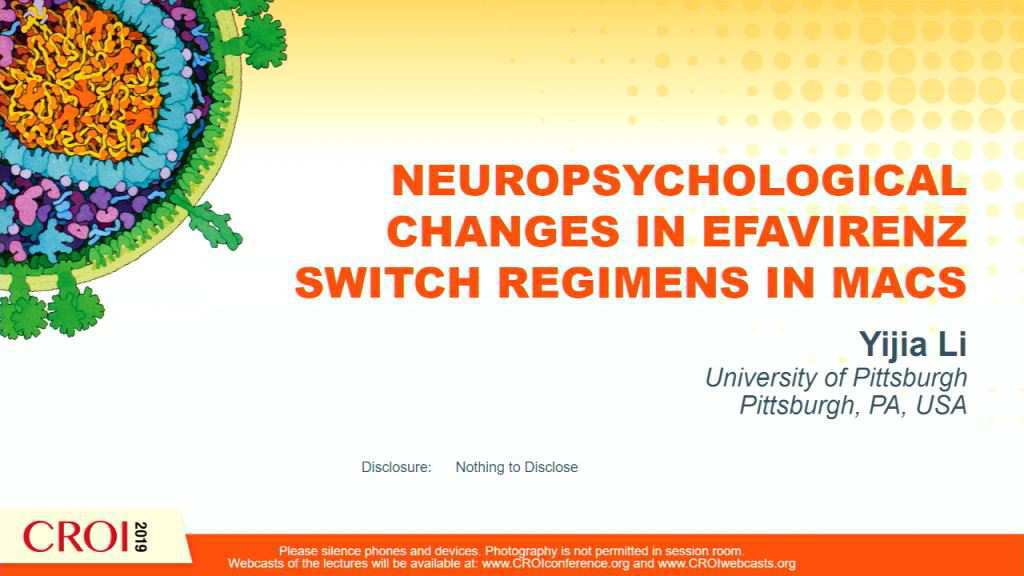 NEUROPSYCHOLOGICAL
CHANGES IN EFAVIRENZ
SWITCH REGIMENS IN MACS
Yijia Li
University of Pittsburgh
Pittsburgh, PA, USA
Disclosure: Nothing to Disclose
CROI 2019
Please silence phones and devices. Photography is not permitted in session room.
Webcasts of the lectures will be available at: www.CROIconference.org and www.CROIwebcasts.org